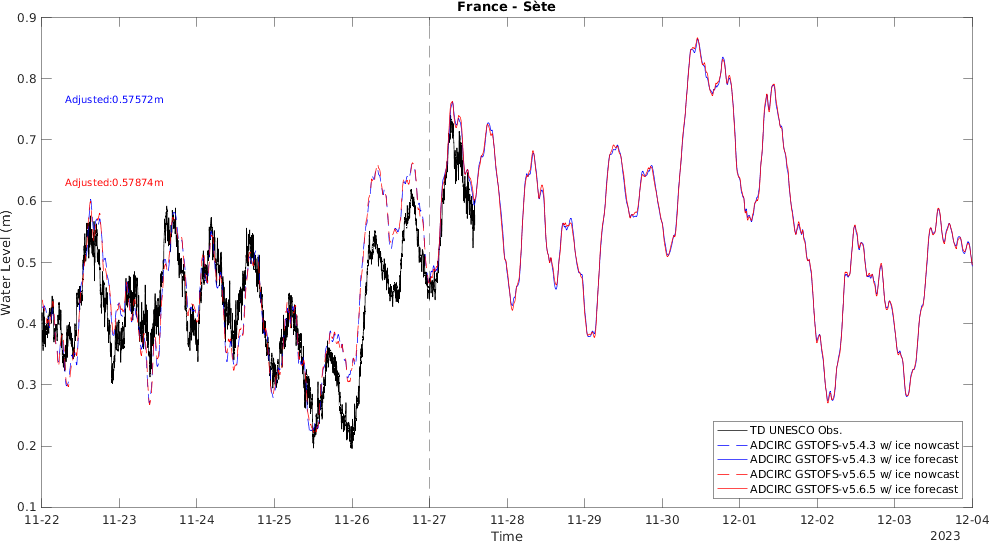 France - Sète
0.9
0.8
0.7
0.6
0.5
0.4
0.3
0.2
0.1
Water Level (m)
Adjusted:0.57572m
Adjusted:0.57874m
TD UNESCO Obs.
ADCIRC GSTOFS-v5.4.3 w/ ice nowcast
ADCIRC GSTOFS-v5.4.3 w/ ice forecast
ADCIRC GSTOFS-v5.6.5 w/ ice nowcast
ADCIRC GSTOFS-v5.6.5 w/ ice forecast
11-22 11-23 11-24 11-25 11-26 11-27 11-28 11-29 11-30 12-01 12-02 12-03 12-04
Time
2023